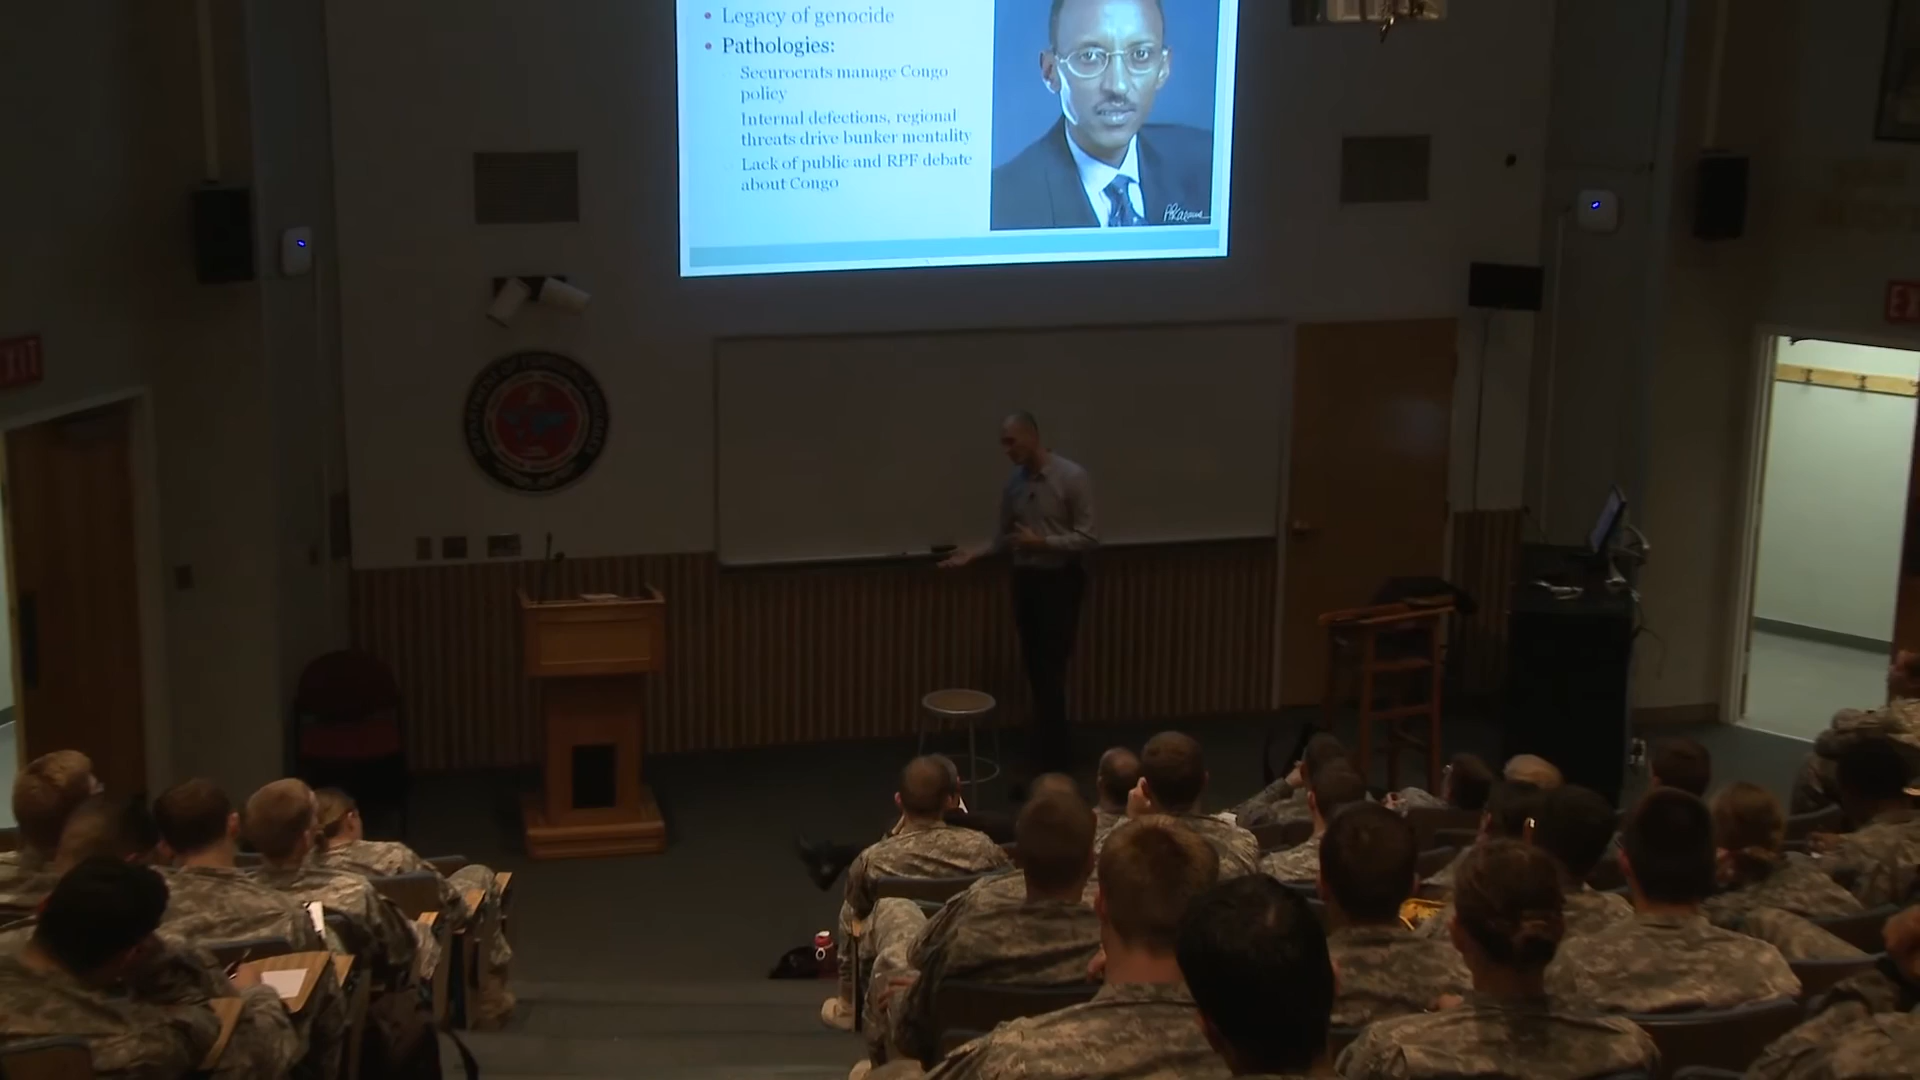 Legacy of genocide
Pathologies:
Securocrats manage Congo
policy
Internal defections, regional
threats drive bunker mentality
Lack of public and RPF debate
about Congo
EXIT